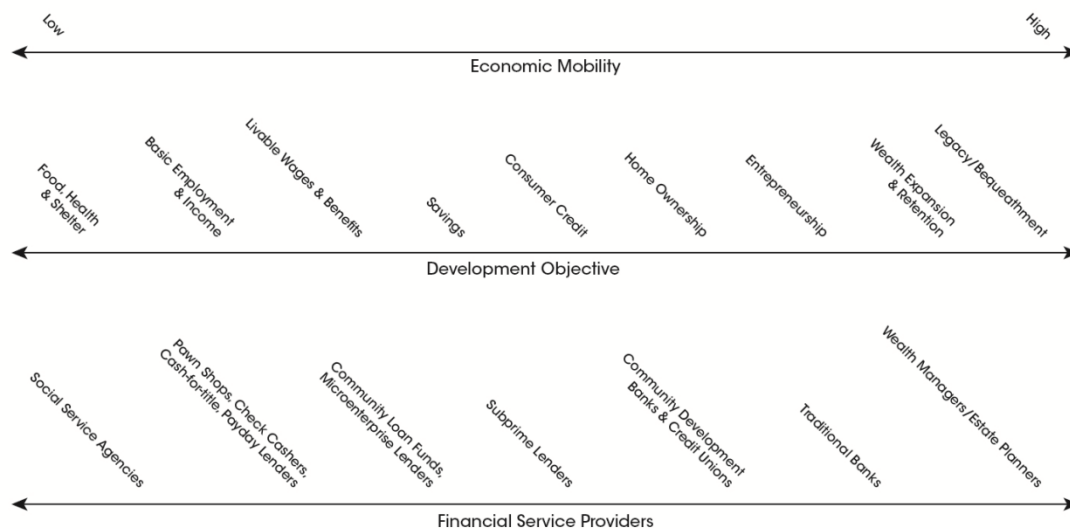 Low
High
Economic Mobility
Food, Health
& Shelter
Basic Employment
& Income
Livable Wages & Benefits
Savings
Consumer Credit
Home Ownership
Entrepreneurship
Wealth Expansion
& Retention
Legacy/Bequeathment
Development Objective
Social Service Agencies
Pawn Shops, Check Cashers,
Cash-for-title, Payday Lenders
Community Loan Funds,
Microenterprise Lenders
Subprime Lenders
Community Development
Banks & Credit Unions
Traditional Banks
Wealth Managers/Estate Planners
Financial Service Providers